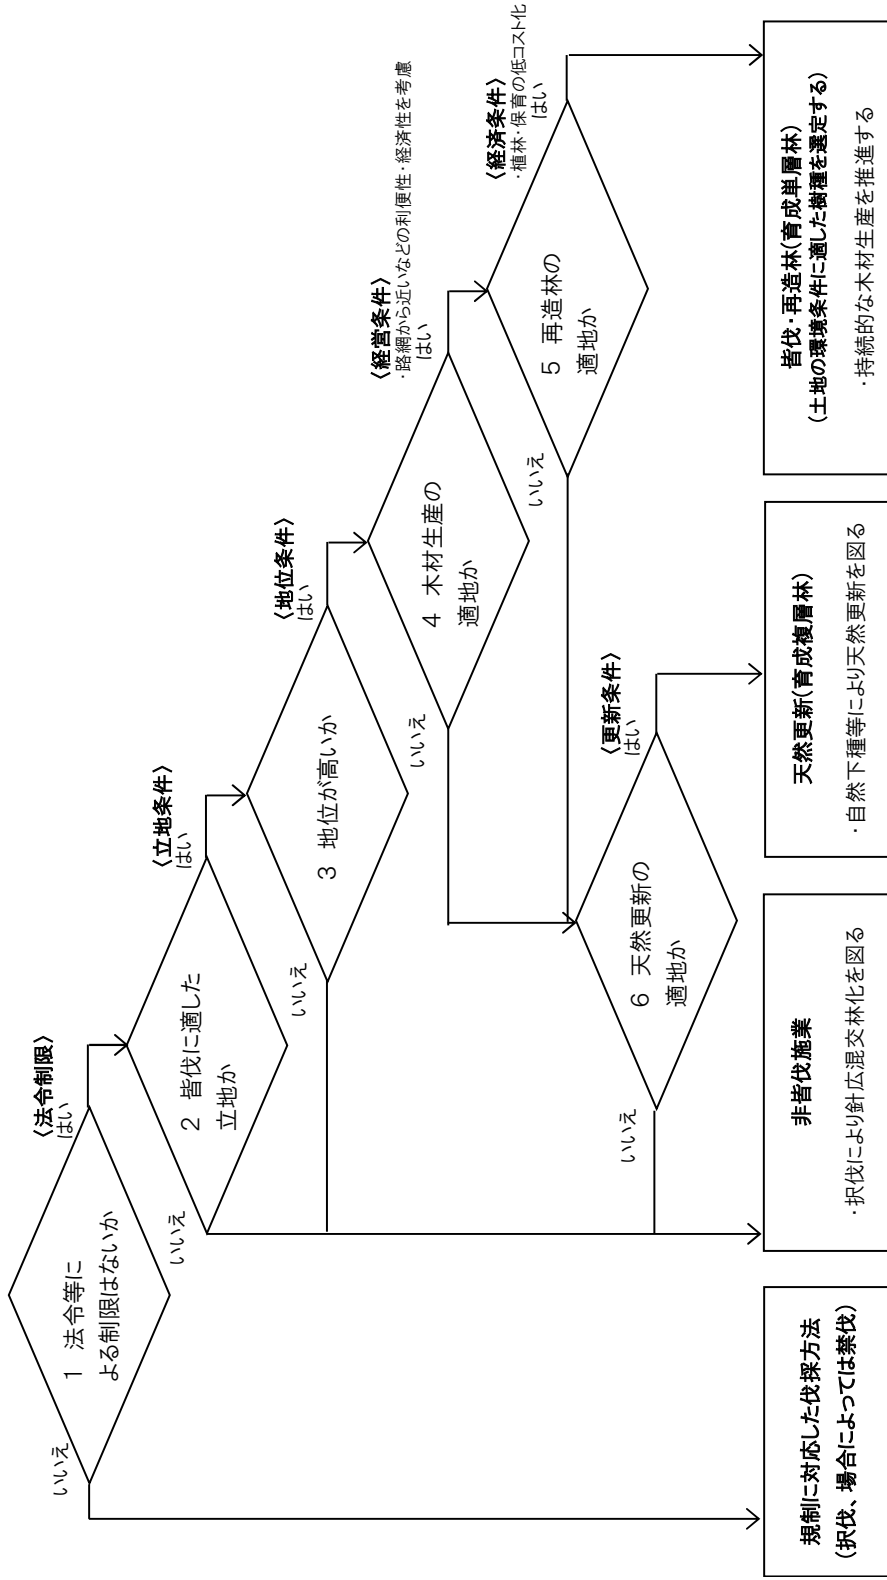 〈法令制限〉
はい
1 法令等に
よる制限はないか
いいえ
〈立地条件〉
はい
2 皆伐に適した
立地か
いいえ
〈地位条件〉
はい
3 地位が高いか
いいえ
〈経営条件〉
・路網から近いなどの利便性・経済性を考慮
はい
4 木材生産の
適地か
いいえ
〈経済条件〉
・植林・保育の低コスト化
はい
5 再造林の
適地か
いいえ
〈更新条件〉
はい
6 天然更新の
適地か
いいえ
規制に対応した伐採方法
(択伐、場合によっては禁伐)
非皆伐施業
・択伐により針広混交林化を図る
天然更新(育成複層林)
・自然下種等により天然更新を図る
皆伐・再造林(育成単層林)
(土地の環境条件に適した樹種を選定する)
・持続的な木材生産を推進する